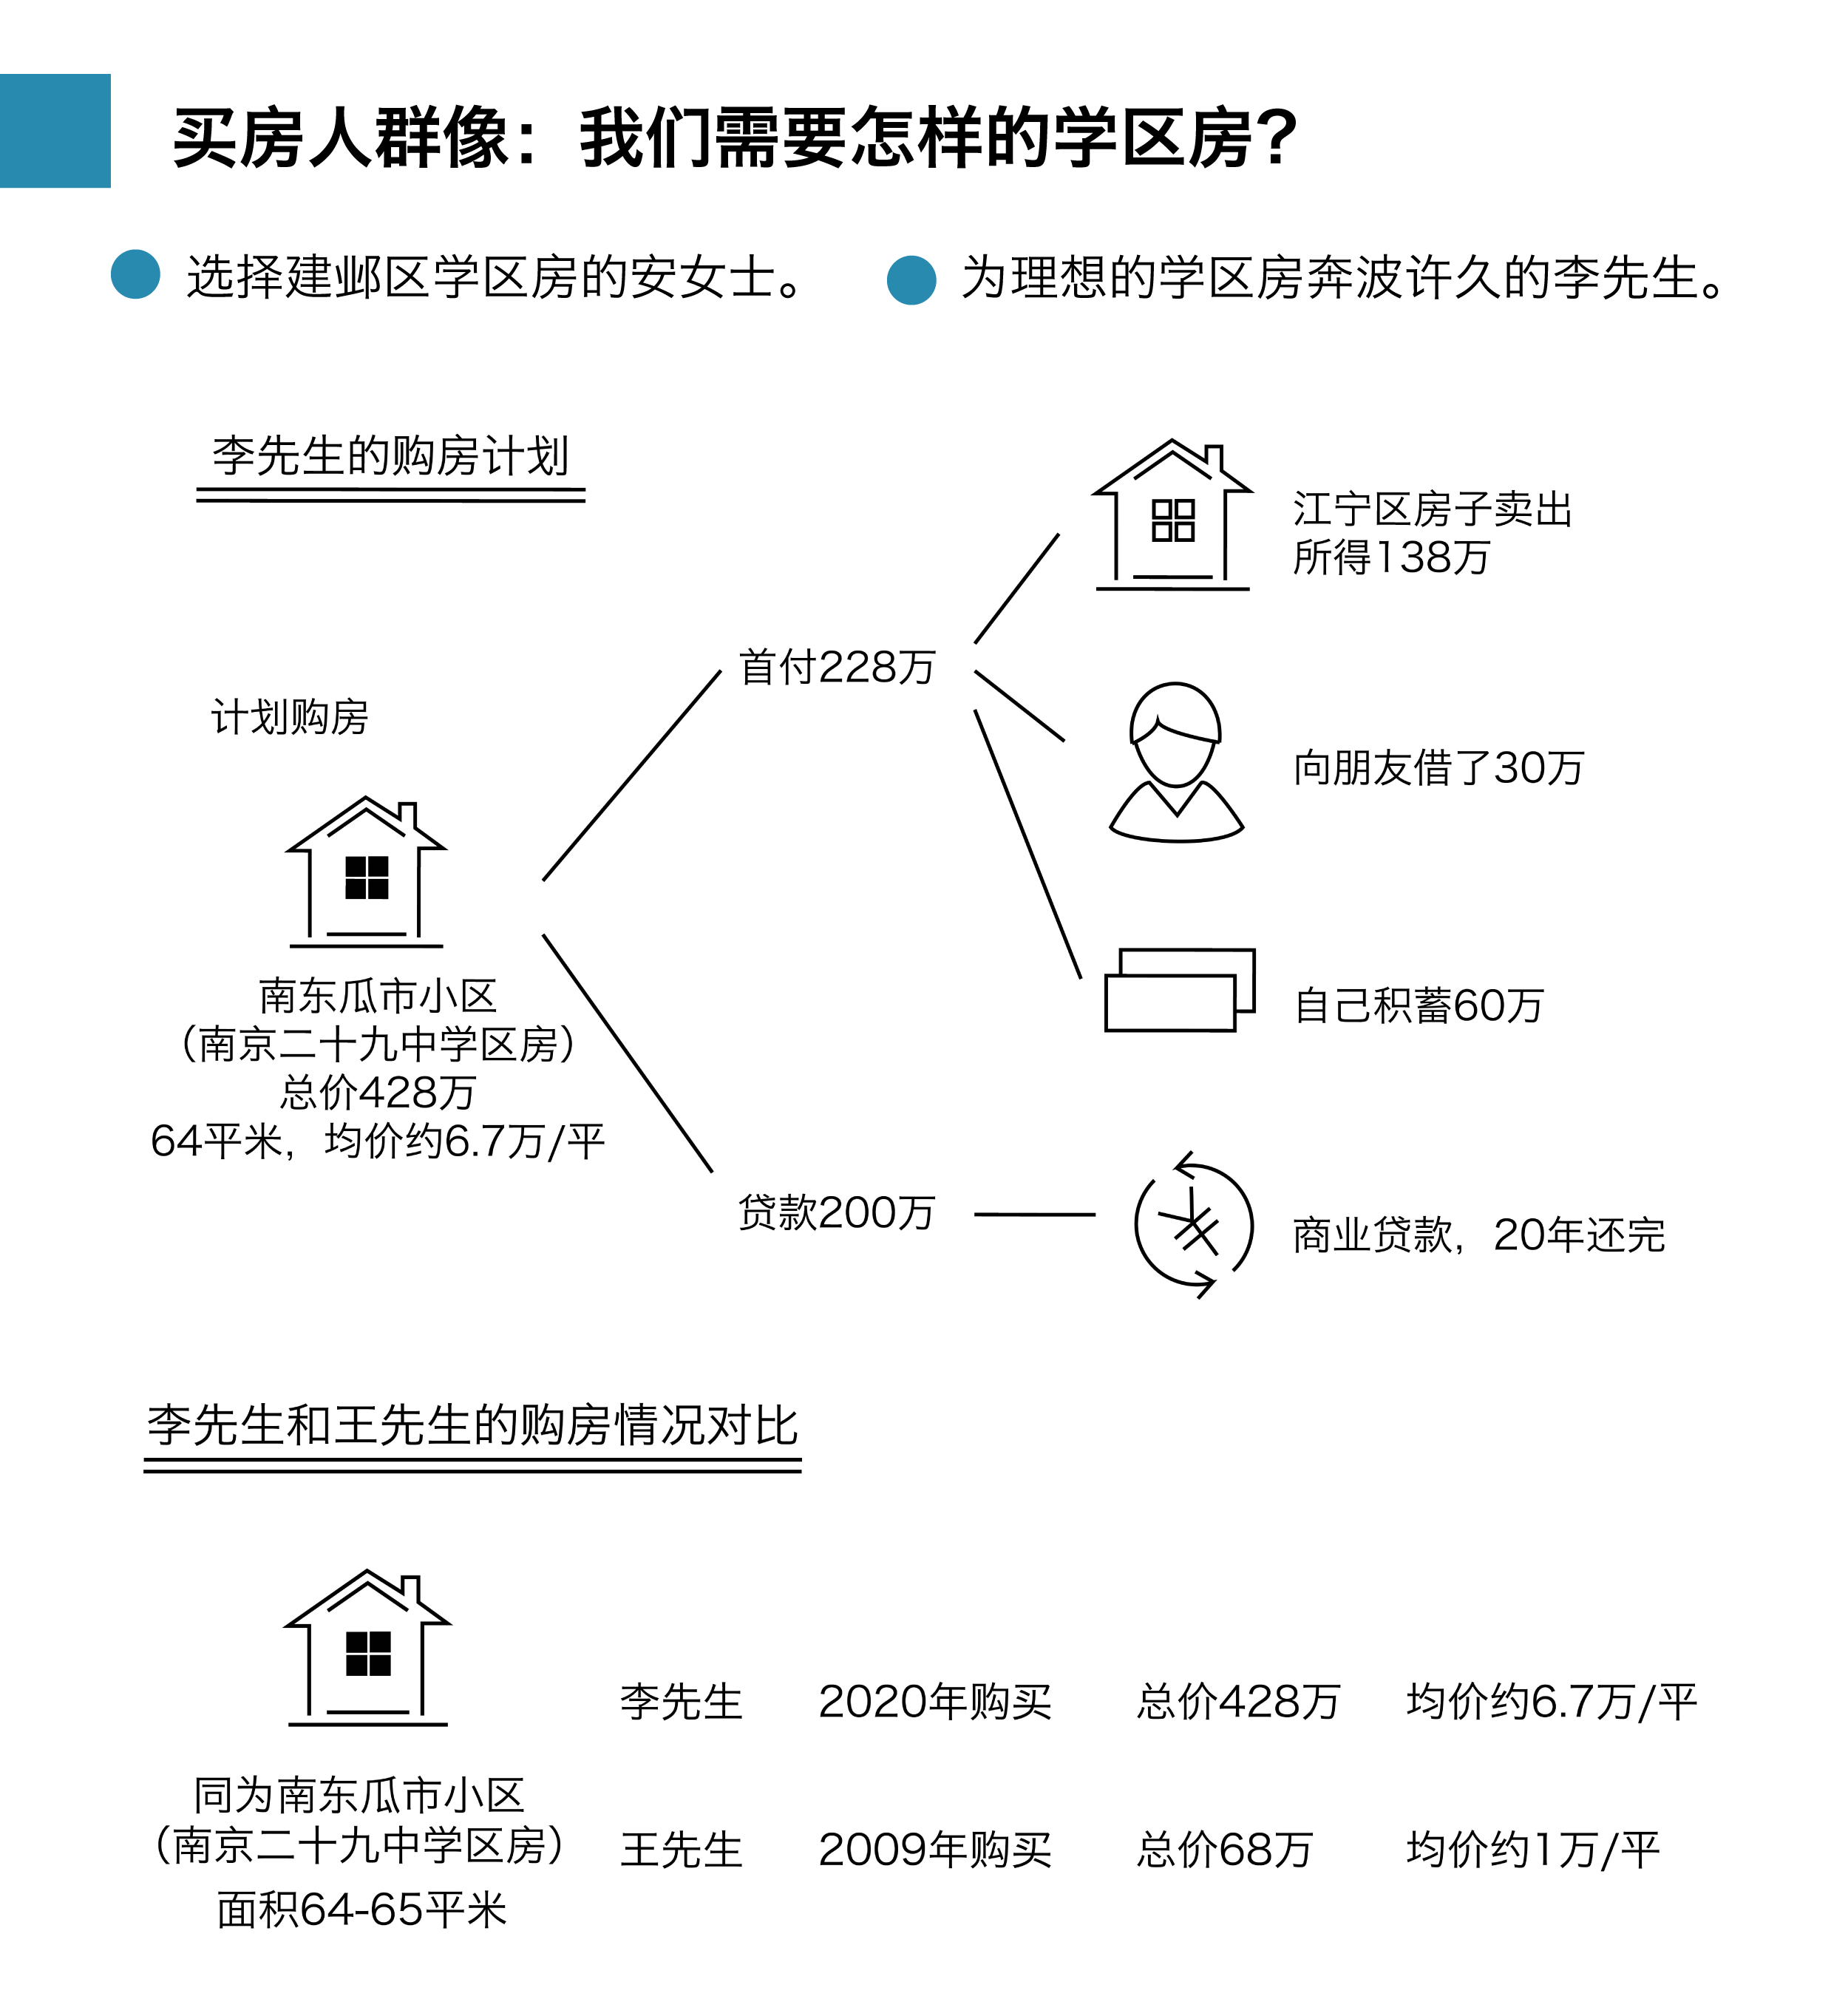 买房人群像：我们需要怎样的学区房？
选择建邺区学区房的安女士。
为理想的学区房奔波许久的李先生。
李先生的购房计划
江宁区房子卖出
所得138万
首付228万
计划购房
向朋友借了30万
南东瓜市小区
（南京二十九中学区房）
总价428万
64平米，均价约6.7万/平
自己积蓄60万
贷款200万
商业贷款，20年还完
李先生和王先生的购房情况对比
同为南东瓜市小区
（南京二十九中学区房）
面积64-65平米
李先生 2020年购买 总价428万 均价约6.7万/平
王先生 2009年购买 总价68万 均价约1万/平